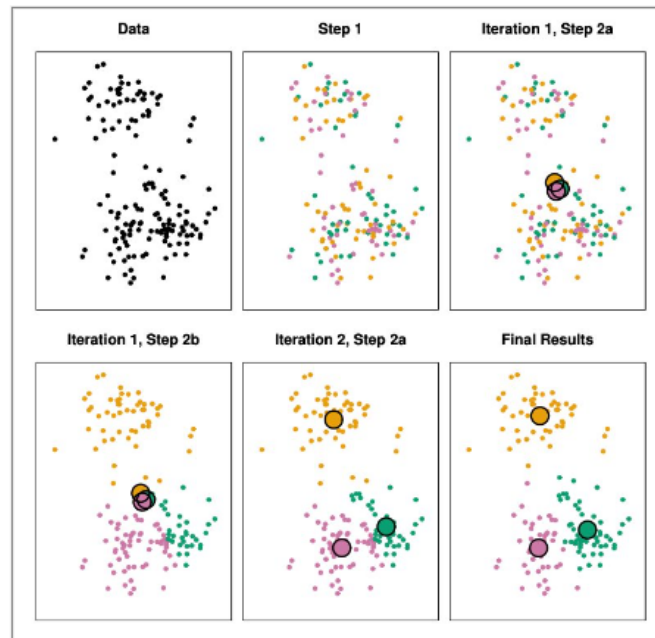 Data
Step 1
Iteration 1, Step 2a
Iteration 1, Step 2b
Iteration 2, Step 2a
Final Results